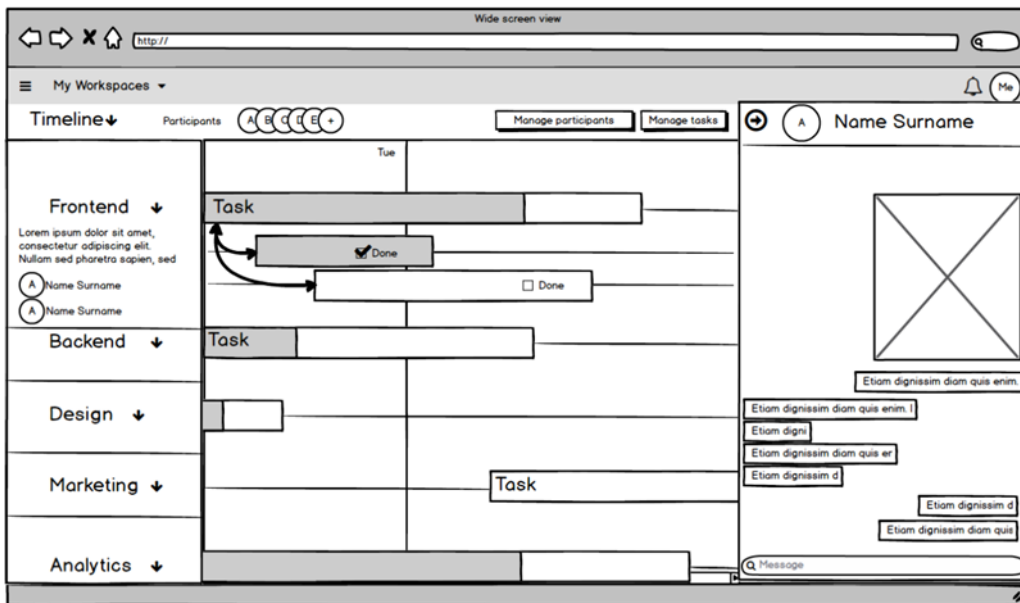 Wide screen view
http://
My Workspaces
Me
Timeline
Participants
A B C D E +
Manage participants
Manage tasks
A
Name Surname
Tue
Frontend
Task
Lorem ipsum dolor sit amet,
consectetur adipiscing elit.
Nullam sed pharetra sapien, sed
Done
Done
A Name Surname
A Name Surname
Backend
Task
Design
Marketing
Task
Analytics
Etiam dignissim diam quis enim.
Etiam dignissim diam quis enim. I
Etiam digni
Etiam dignissim diam quis er
Etiam dignissim d
Etiam dignissim d
Etiam dignissim diam quis
Message